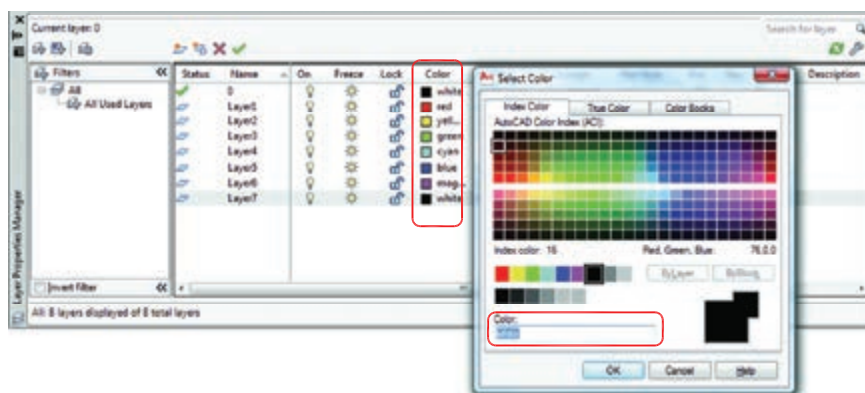 Current layer: 0
Search for layer
Filters
All
All Used Layers
Invert filter
Layer Properties Manager
Status Name On Freeze Lock Color Description
0 white
Layer1 red
Layer2 yell...
Layer3 green
Layer4 cyan
Layer5 blue
Layer6 mag...
Layer7 white
All: 8 layers displayed of 8 total layers
Select Color
Index Color True Color Color Books
AutoCAD Color Index (ACI):
Index color: 16 Red, Green, Blue: 76,0,0
ByLayer ByBlock
Color:
white
OK Cancel Help